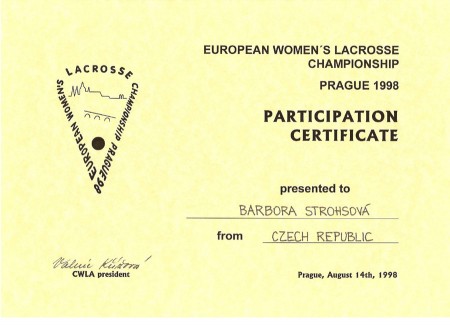 EUROPEAN WOMEN´S LACROSSE
CHAMPIONSHIP
PRAGUE 1998
PARTICIPATION
CERTIFICATE
EUROPEAN WOMENS LACROSSE CHAMPIONSHIP PRAGUE
presented to
BARBORA STROHSOVÁ
from CZECH REPUBLIC
CWLA president
Prague, August 14th, 1998